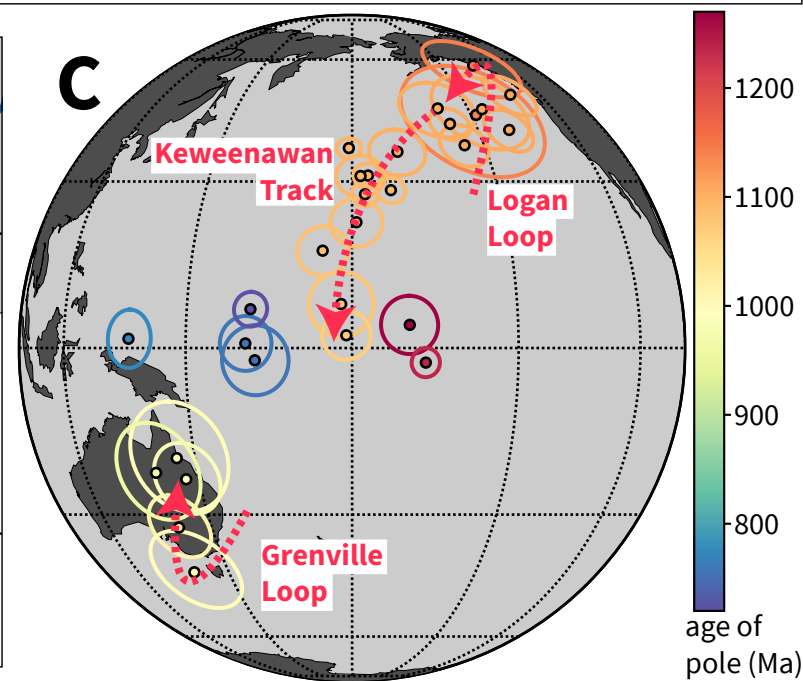 C
Keweenawan
Track
Logan
Loop
Grenville
Loop
1200
1100
1000
900
800
age of
pole (Ma)